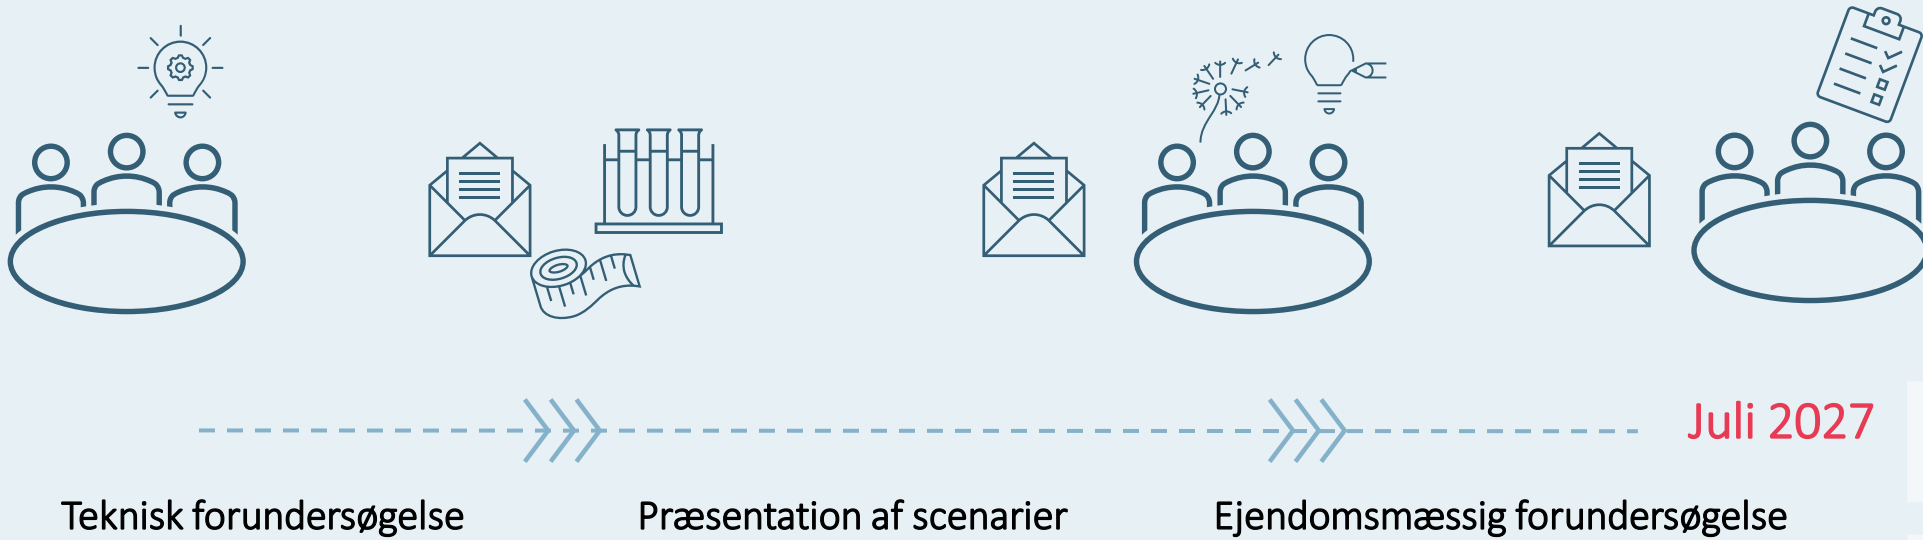 Juli 2027
Teknisk forundersøgelse
Præsentation af scenarier
Ejendomsmæssig forundersøgelse